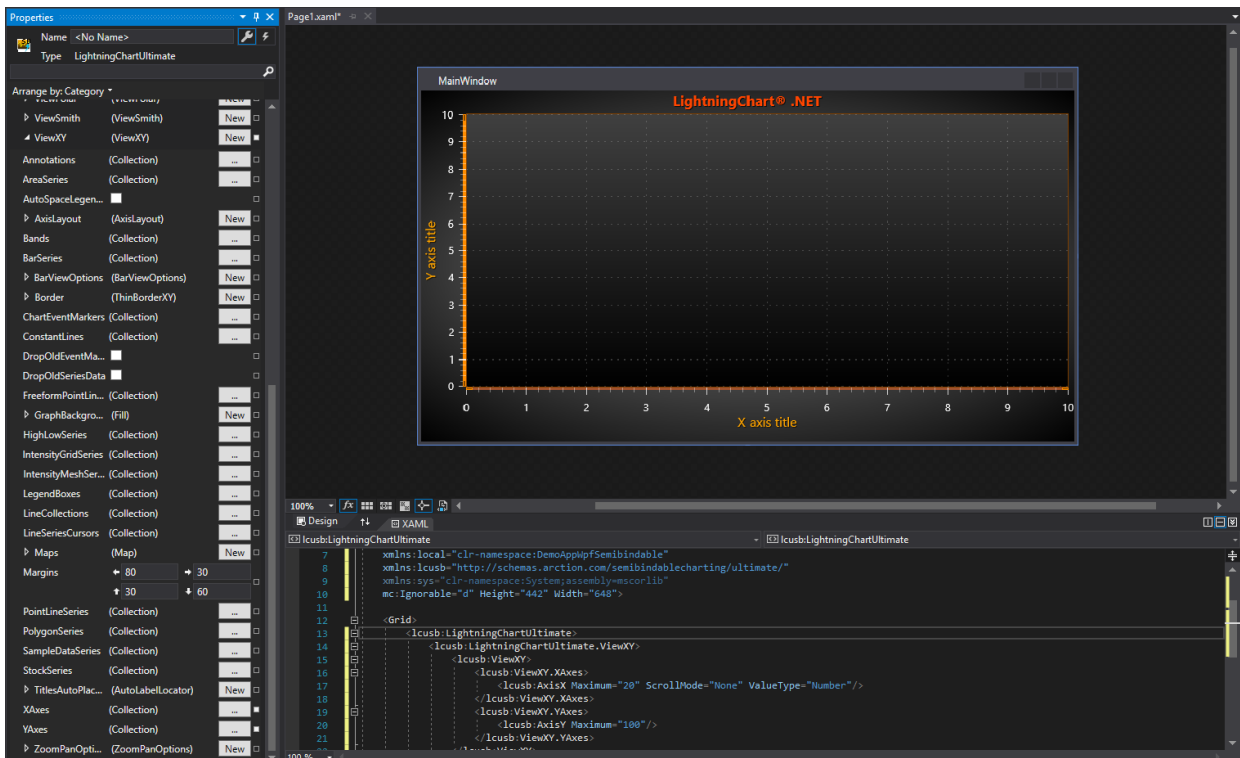 Properties
Name <No Name>
Type LightningChartUltimate
Arrange by: Category
ViewSmith (ViewSmith) New
ViewXY (ViewXY) New
Annotations (Collection) ...
AreaSeries (Collection) ...
AutoSpaceLegen...
AxisLayout (AxisLayout) New
Bands (Collection) ...
BarSeries (Collection) ...
BarViewOptions (BarViewOptions) New
Border (ThinBorderXY) New
ChartEventMarkers (Collection) ...
ConstantLines (Collection) ...
DropOldEventMa...
DropOldSeriesData
FreeformPointLin... (Collection) ...
GraphBackgro... (Fill) New
HighLowSeries (Collection) ...
IntensityGridSeries (Collection) ...
IntensityMeshSer... (Collection) ...
LegendBoxes (Collection) ...
LineCollections (Collection) ...
LineSeriesCursors (Collection) ...
Maps (Map) New
Margins 80 30
30 60
PointLineSeries (Collection) ...
PolygonSeries (Collection) ...
SampleDataSeries (Collection) ...
StockSeries (Collection) ...
TitlesAutoPlac... (AutoLabelLocator) New
XAxes (Collection) ...
YAxes (Collection) ...
ZoomPanOpti... (ZoomPanOptions) New
Page1.xaml*
MainWindow
LightningChart® .NET
10
9
8
7
6
5
4
3
2
1
0
Y axis title
0 1 2 3 4 5 6 7 8 9 10
X axis title
100% fx
Design XAML
lcusb:LightningChartUltimate lcusb:LightningChartUltimate
7 xmlns:local="clr-namespace:DemoAppWpfSemibindable"
8 xmlns:lcusb="http://schemas.arction.com/semibindablecharting/ultimate/"
9 xmlns:sys="clr-namespace:System;assembly=mscorlib"
10 mc:Ignorable="d" Height="442" Width="648">
11
12 <Grid>
13 <lcusb:LightningChartUltimate>
14 <lcusb:LightningChartUltimate.ViewXY>
15 <lcusb:ViewXY>
16 <lcusb:ViewXY.XAxes>
17 <lcusb:AxisX Maximum="20" ScrollMode="None" ValueType="Number"/>
18 </lcusb:ViewXY.XAxes>
19 <lcusb:ViewXY.YAxes>
20 <lcusb:AxisY Maximum="100"/>
21 </lcusb:ViewXY.YAxes>
100 %